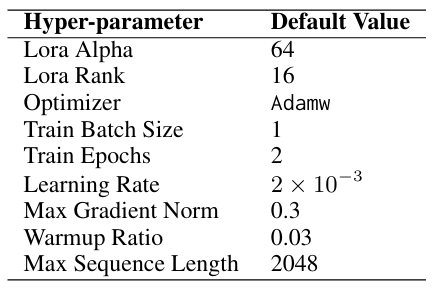 Hyper-parameter Default Value
Lora Alpha 64
Lora Rank 16
Optimizer Adamw
Train Batch Size 1
Train Epochs 2
Learning Rate 2 × 10⁻³
Max Gradient Norm 0.3
Warmup Ratio 0.03
Max Sequence Length 2048